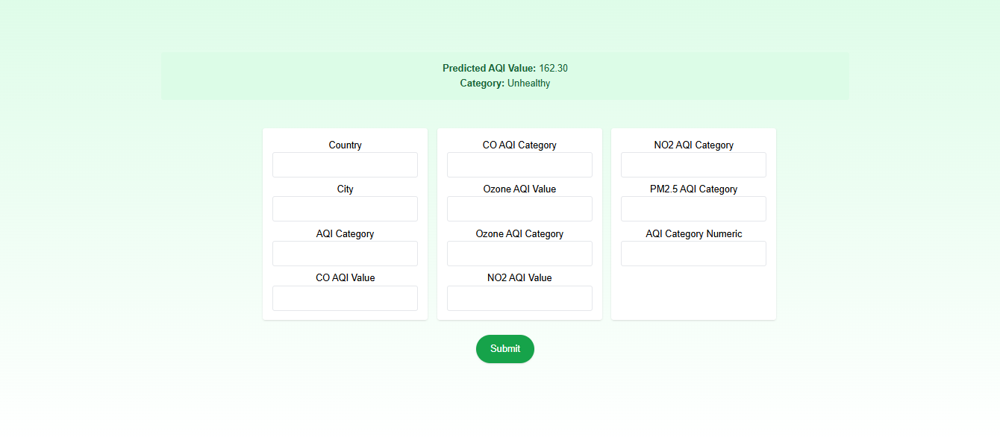 Predicted AQI Value: 162.30
Category: Unhealthy
Country
City
AQI Category
CO AQI Value
CO AQI Category
Ozone AQI Value
Ozone AQI Category
NO2 AQI Value
NO2 AQI Category
PM2.5 AQI Category
AQI Category Numeric
Submit